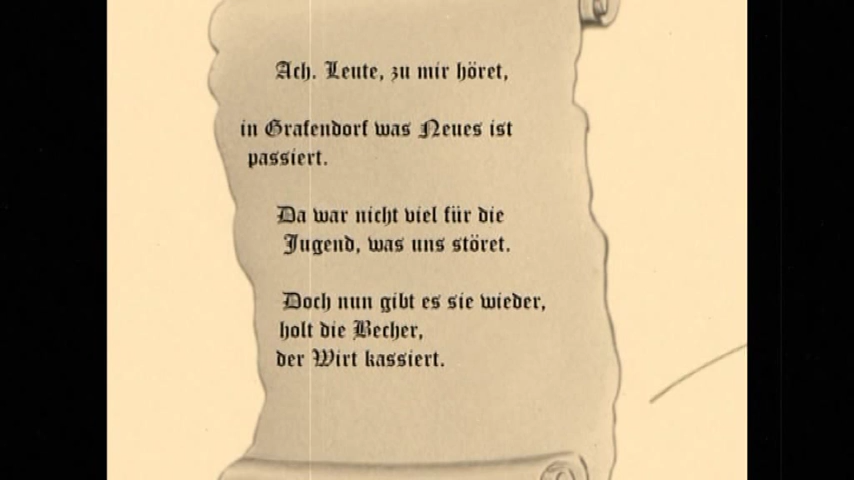 Ach. Leute, zu mir höret,
in Grafendorf was Neues ist
passiert.
Da war nicht viel für die
Jugend, was uns störet.
Doch nun gibt es sie wieder,
holt die Becher,
der Wirt kassiert.